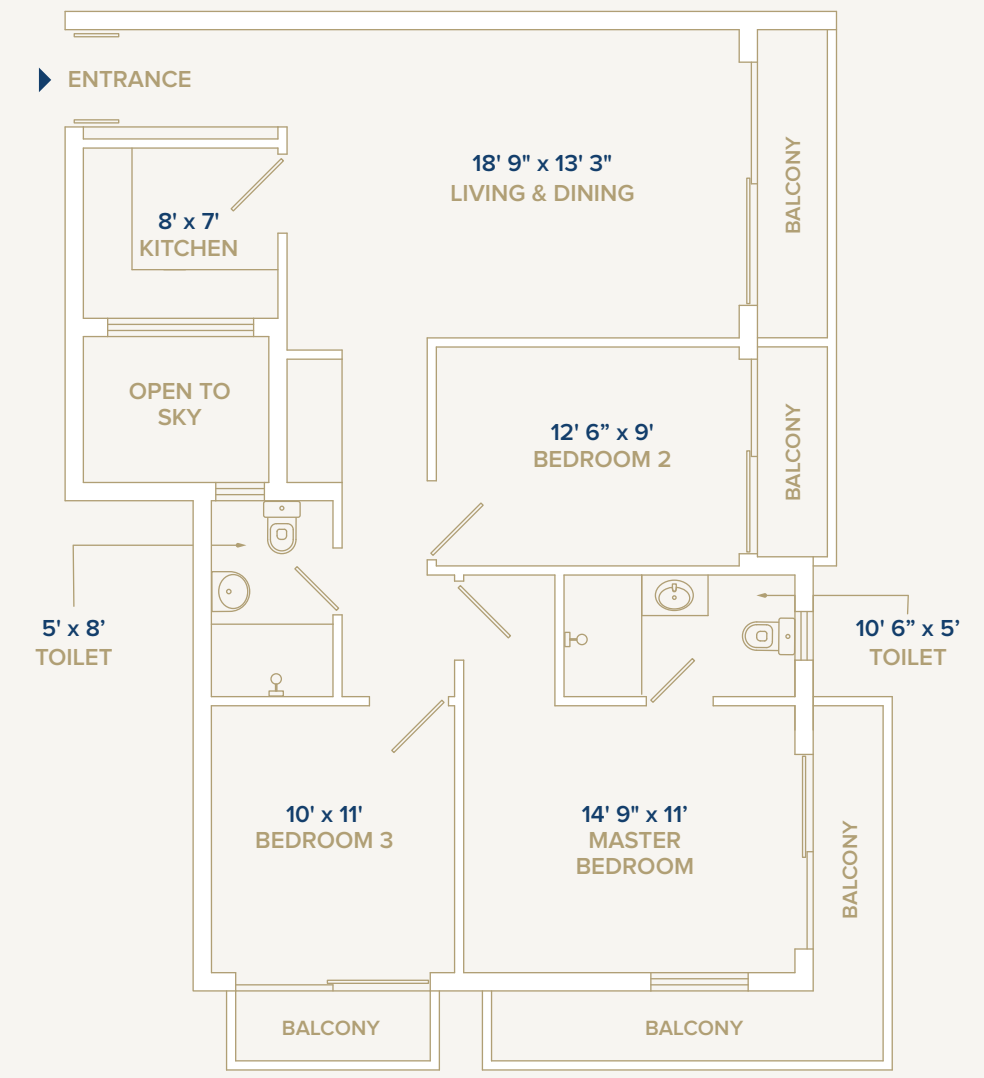 ENTRANCE
18' 9" x 13' 3"
LIVING & DINING
BALCONY
8' x 7'
KITCHEN
OPEN TO
SKY
12' 6” x 9'
BEDROOM 2
BALCONY
5' x 8’
TOILET
10' 6” x 5’
TOILET
10' x 11'
BEDROOM 3
14' 9" x 11’
MASTER
BEDROOM
BALCONY
BALCONY
BALCONY